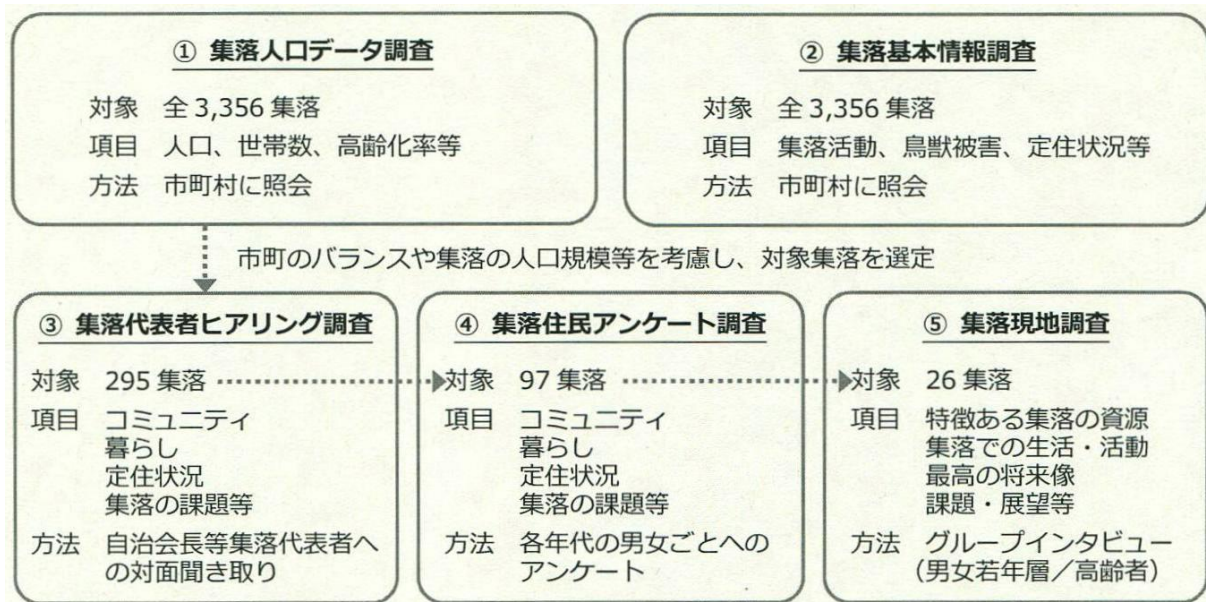 ① 集落人口データ調査
対象 全 3,356 集落
項目 人口、世帯数、高齢化率等
方法 市町村に照会
② 集落基本情報調査
対象 全 3,356 集落
項目 集落活動、鳥獣被害、定住状況等
方法 市町村に照会
市町のバランスや集落の人口規模等を考慮し、対象集落を選定
③ 集落代表者ヒアリング調査
対象 295 集落
項目 コミュニティ
暮らし
定住状況
集落の課題等
方法 自治会長等集落代表者へ
の対面聞き取り
④ 集落住民アンケート調査
対象 97 集落
項目 コミュニティ
暮らし
定住状況
集落の課題等
方法 各年代の男女ごとへの
アンケート
⑤ 集落現地調査
対象 26 集落
項目 特徴ある集落の資源
集落での生活・活動
最高の将来像
課題・展望等
方法 グループインタビュー
（男女若年層／高齢者）